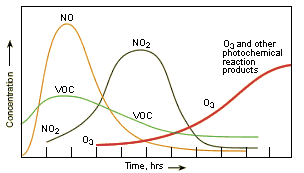 NO
NO2
O3 and other
photochemical
reaction
products
VOC
VOC
O3
NO2
O3
Concentration
Time, hrs